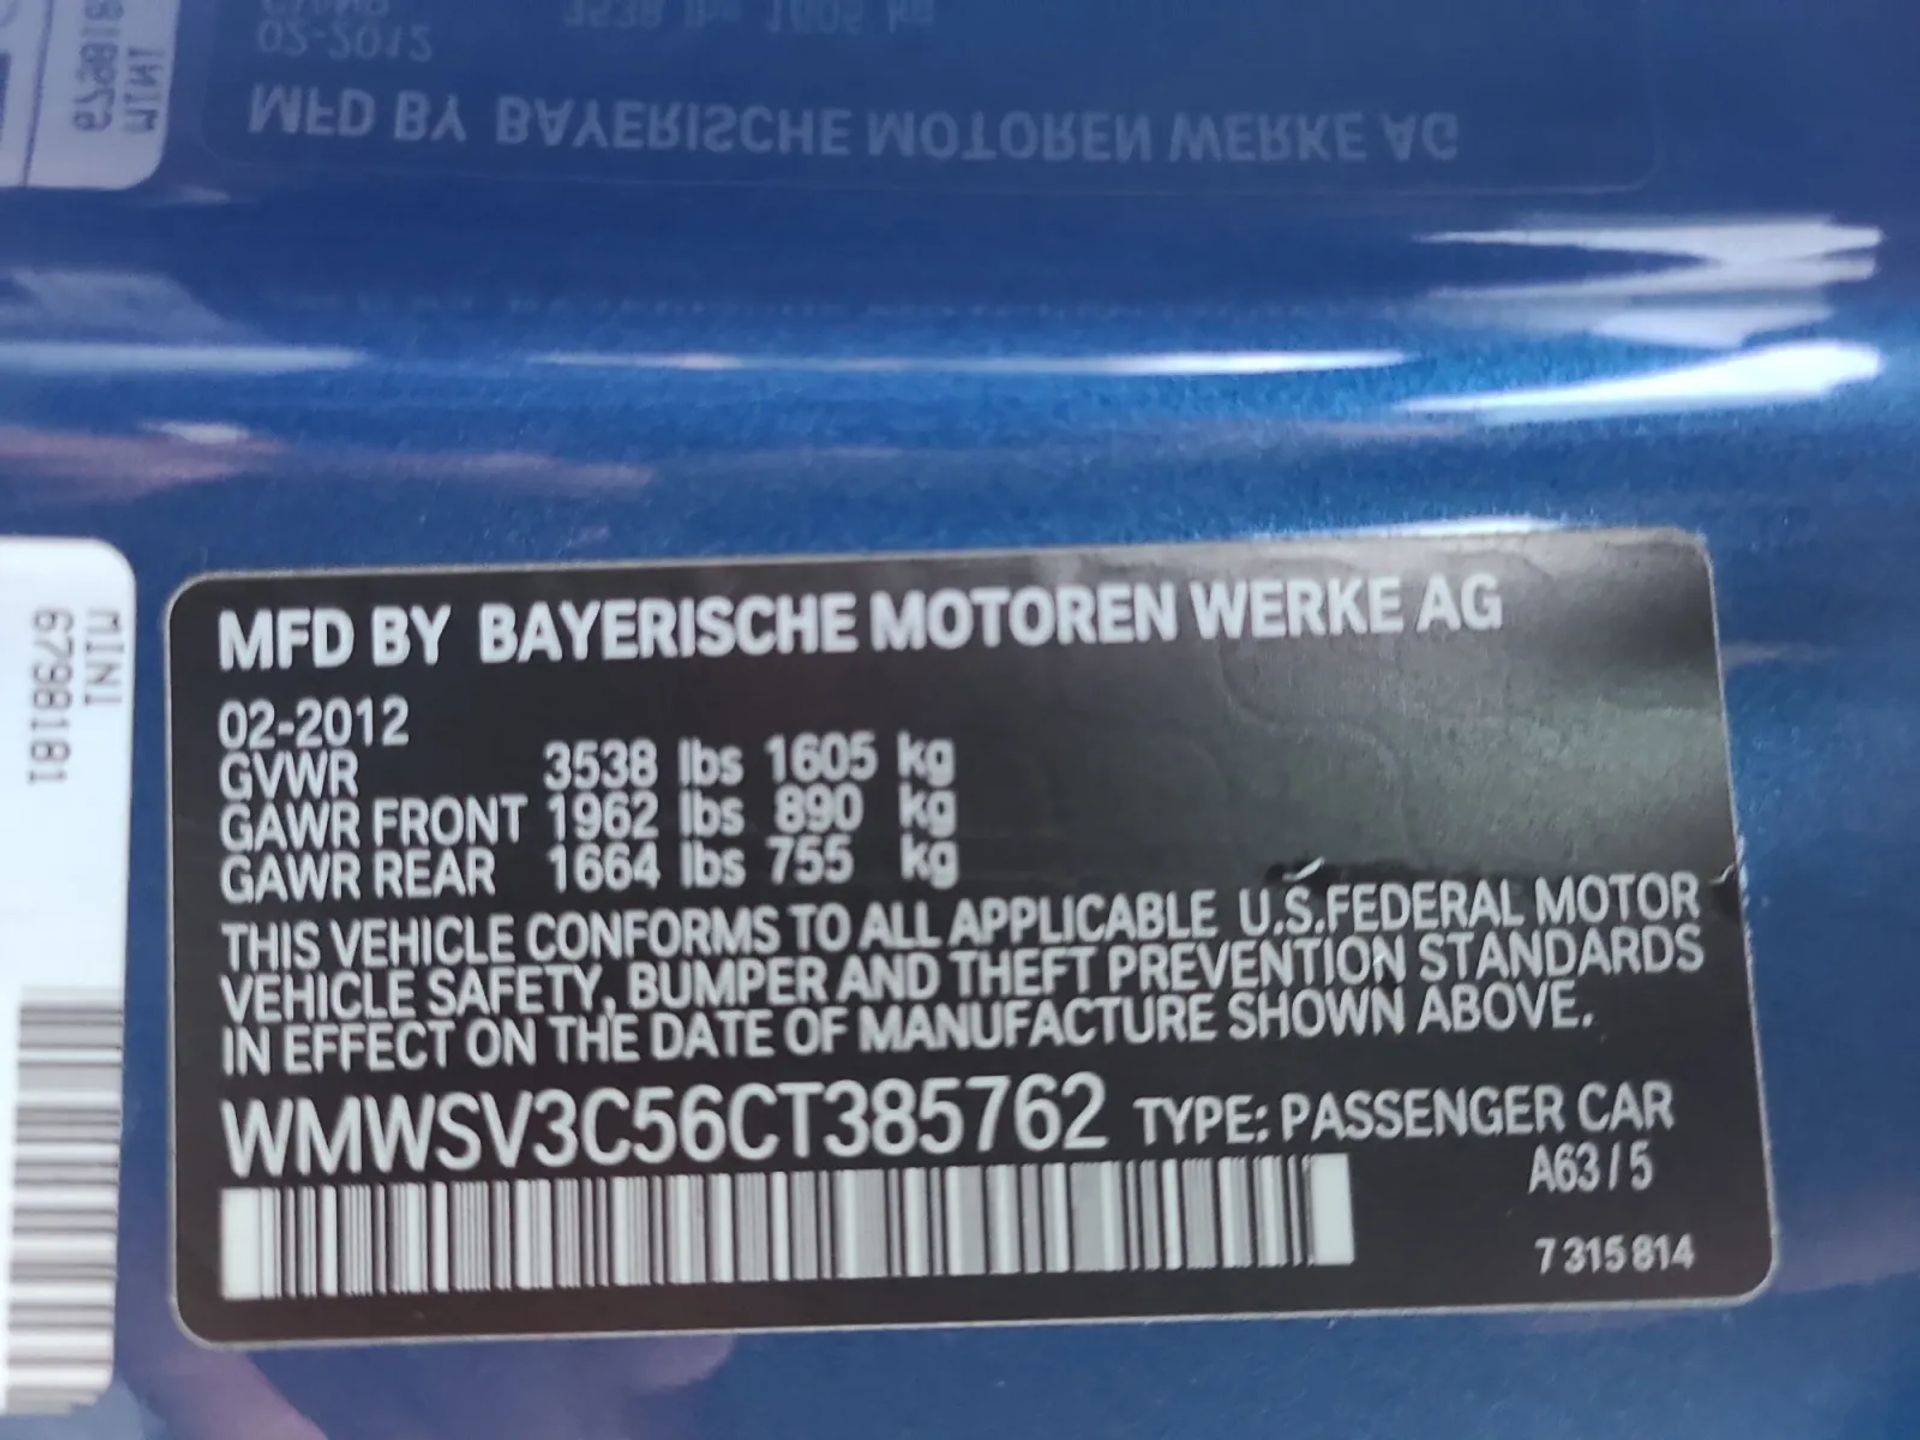 MFD BY BAYERISCHE MOTOREN WERKE AG
02-2012
GVWR 3538 lbs 1605 kg
GAWR FRONT 1962 lbs 890 kg
GAWR REAR 1664 lbs 755 kg
THIS VEHICLE CONFORMS TO ALL APPLICABLE U.S.FEDERAL MOTOR
VEHICLE SAFETY, BUMPER AND THEFT PREVENTION STANDARDS
IN EFFECT ON THE DATE OF MANUFACTURE SHOWN ABOVE.
WMWSV3C56CT385762 TYPE: PASSENGER CAR
A63/5
7 315 814
MINI
6798181